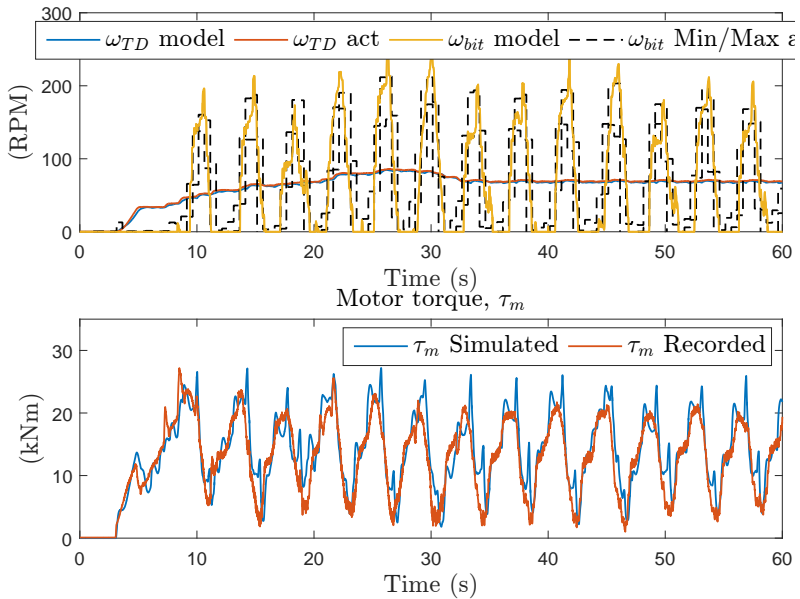 300
ω_TD model ω_TD act ω_bit model ω_bit Min/Max a
200
(RPM)
100
0
0 10 20 30 40 50 60
Time (s)
Motor torque, τ_m
τ_m Simulated τ_m Recorded
30
20
(kNm)
10
0
0 10 20 30 40 50 60
Time (s)